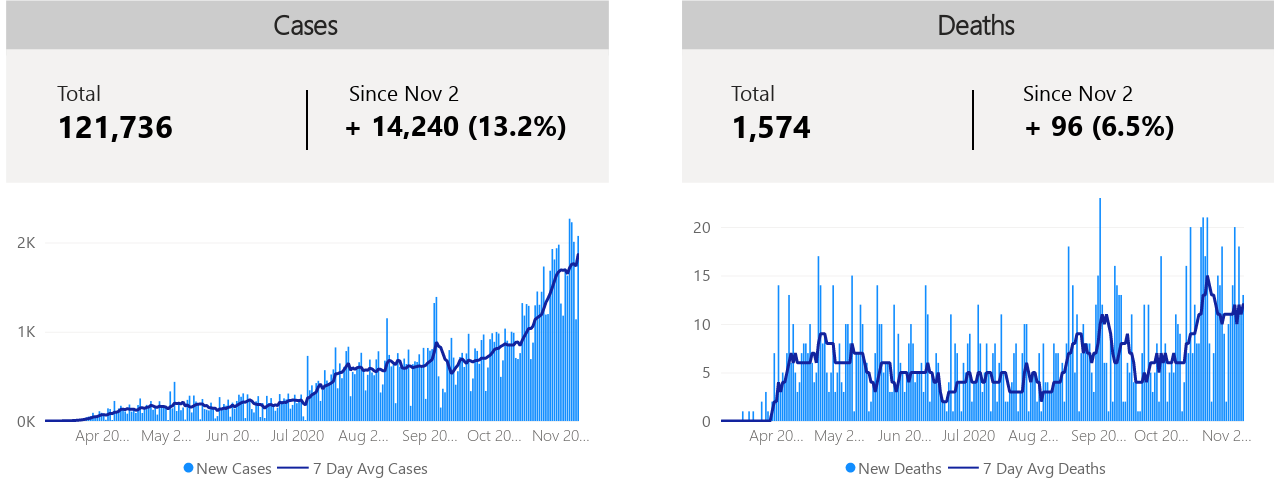 Cases
Total
121,736
Since Nov 2
+ 14,240 (13.2%)
2K
1K
0K
Apr 20... May 2... Jun 20... Jul 2020 Aug 2... Sep 20... Oct 20... Nov 20...
New Cases 7 Day Avg Cases
Deaths
Total
1,574
Since Nov 2
+ 96 (6.5%)
20
15
10
5
0
Apr 20... May 2... Jun 20... Jul 2020 Aug 2... Sep 20... Oct 20... Nov 2...
New Deaths 7 Day Avg Deaths